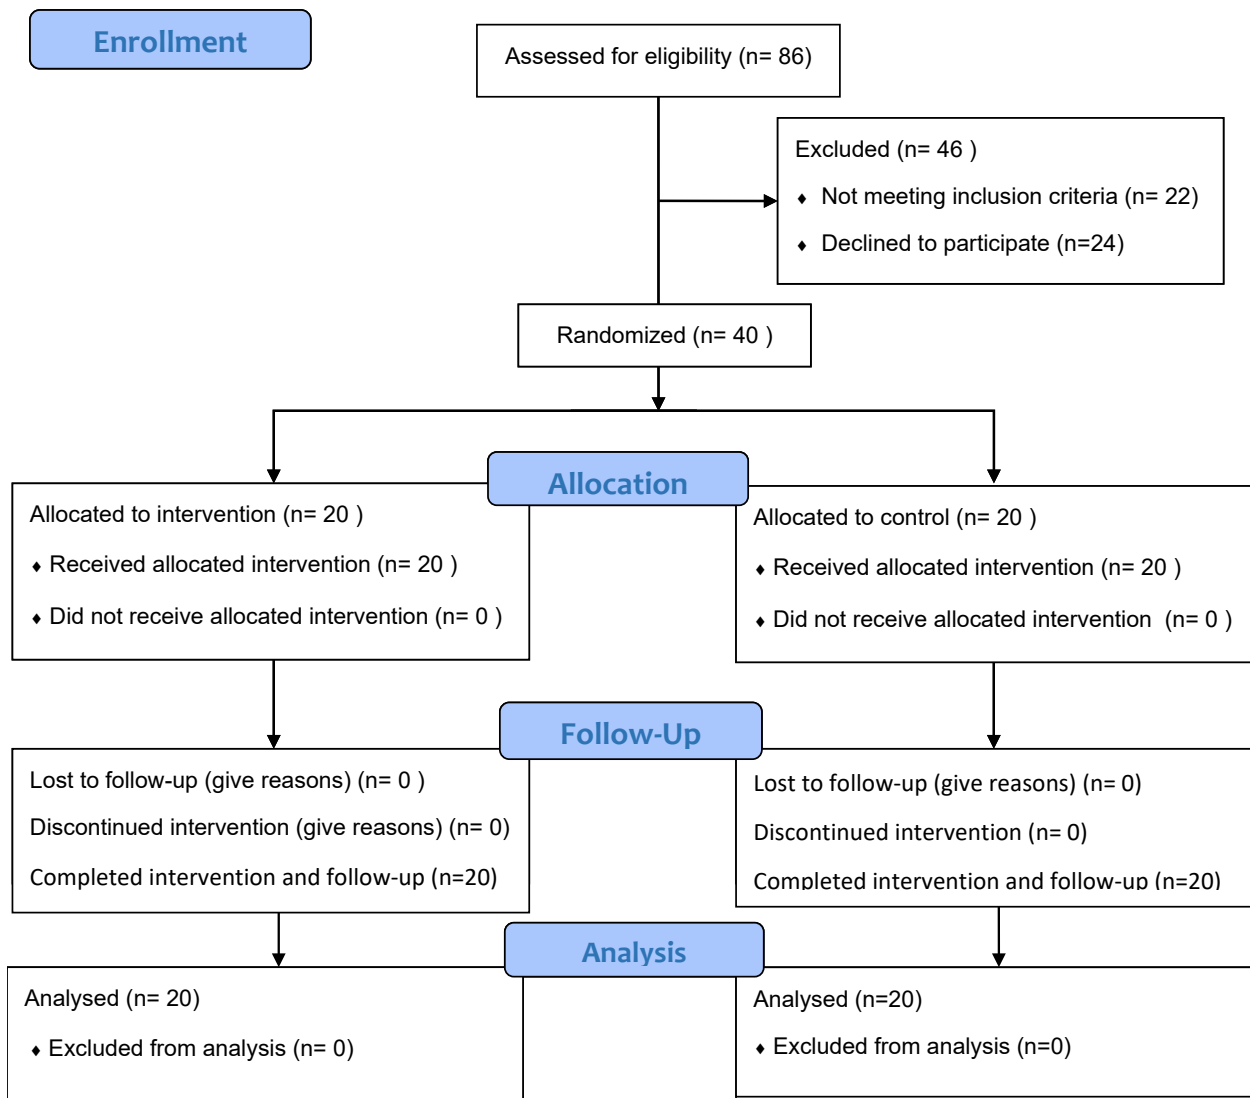 Enrollment
Assessed for eligibility (n= 86)
Excluded (n= 46 )
♦ Not meeting inclusion criteria (n= 22)
♦ Declined to participate (n=24)
Randomized (n= 40 )
Allocation
Allocated to intervention (n= 20 )
♦ Received allocated intervention (n= 20 )
♦ Did not receive allocated intervention (n= 0 )
Allocated to control (n= 20 )
♦ Received allocated intervention (n= 20 )
♦ Did not receive allocated intervention (n= 0 )
Follow-Up
Lost to follow-up (give reasons) (n= 0 )
Discontinued intervention (give reasons) (n= 0)
Completed intervention and follow-up (n=20)
Lost to follow-up (give reasons) (n= 0)
Discontinued intervention (n= 0)
Completed intervention and follow-up (n=20)
Analysis
Analysed (n= 20)
♦ Excluded from analysis (n= 0)
Analysed (n=20)
♦ Excluded from analysis (n=0)